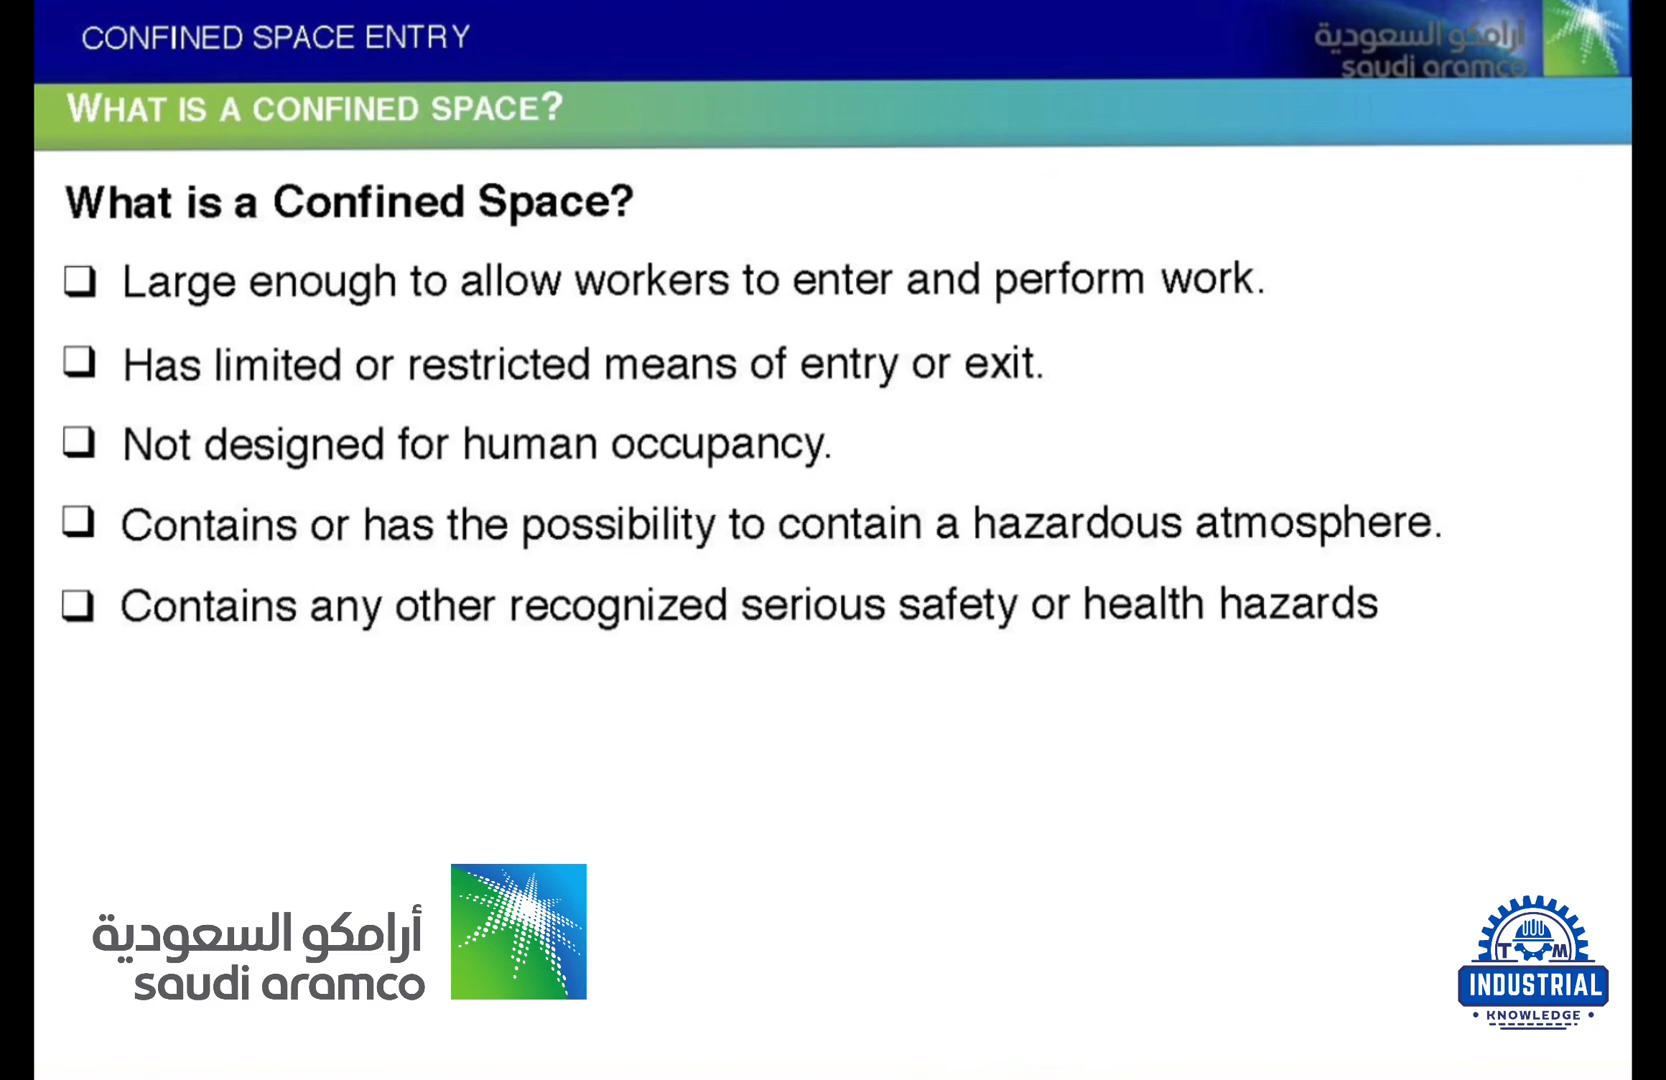 CONFINED SPACE ENTRY
أرامكو السعودية
saudi aramco
WHAT IS A CONFINED SPACE?
What is a Confined Space?
❑ Large enough to allow workers to enter and perform work.
❑ Has limited or restricted means of entry or exit.
❑ Not designed for human occupancy.
❑ Contains or has the possibility to contain a hazardous atmosphere.
❑ Contains any other recognized serious safety or health hazards
أرامكو السعودية
saudi aramco
T M
INDUSTRIAL
• KNOWLEDGE •